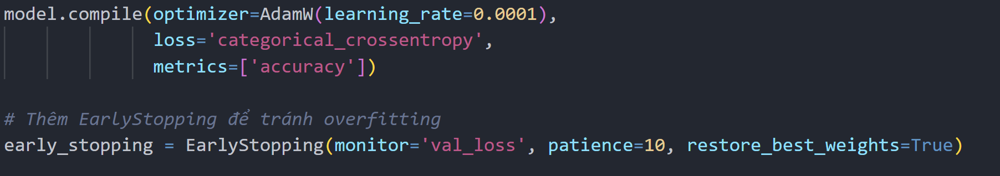 model.compile(optimizer=AdamW(learning_rate=0.0001),
loss='categorical_crossentropy',
metrics=['accuracy'])
# Thêm EarlyStopping để tránh overfitting
early_stopping = EarlyStopping(monitor='val_loss', patience=10, restore_best_weights=True)